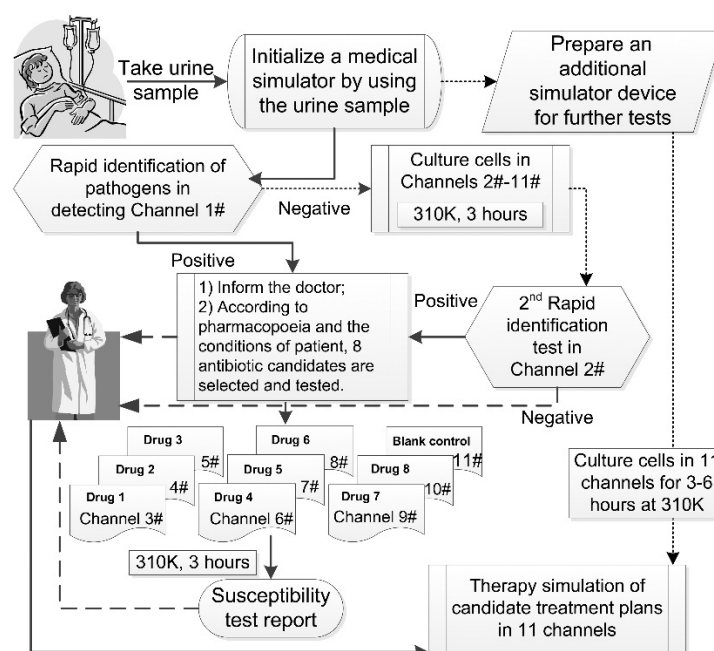 Take urine
sample
Initialize a medical
simulator by using
the urine sample
Prepare an
additional
simulator device
for further tests
Rapid identification of
pathogens in
detecting Channel 1#
Negative
Culture cells in
Channels 2#-11#
310K, 3 hours
Positive
1) Inform the doctor;
2) According to
pharmacopoeia and the
conditions of patient, 8
antibiotic candidates are
selected and tested.
Positive
2nd Rapid
identification
test in
Channel 2#
Negative
Drug 3
5#
Drug 2
4#
Drug 1
Channel 3#
Drug 6
8#
Drug 5
7#
Drug 4
Channel 6#
Blank control
11#
Drug 8
10#
Drug 7
Channel 9#
Culture cells in 11
channels for 3-6
hours at 310K
310K, 3 hours
Susceptibility
test report
Therapy simulation of
candidate treatment plans
in 11 channels